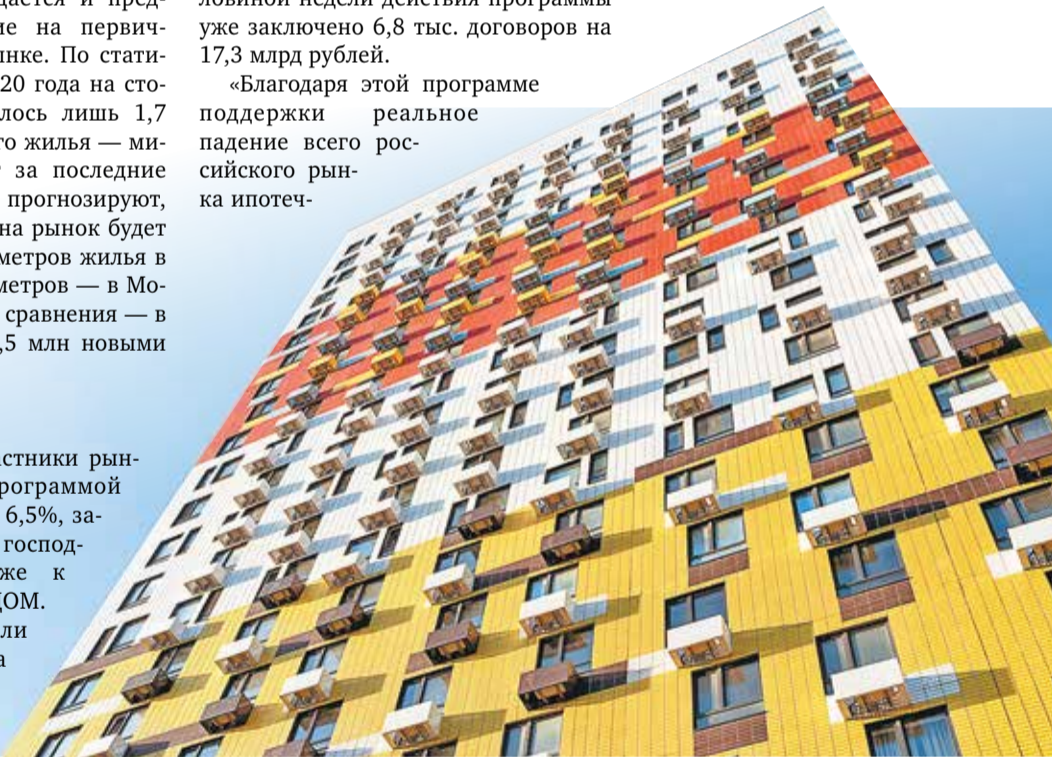 и пред-
ие на первич-
ынке. По стати-
20 года на сто-
лось лишь 1,7
го жилья — ми-
за последние
прогнозируют,
на рынок будет
метров жилья в
метров — в Мо-
сравнения — в
,5 млн новыми
астники рын-
рограммой
6,5%, за-
господ-
же к
ДОМ.
ли
а
ловиной недели действия программы
уже заключено 6,8 тыс. договоров на
17,3 млрд рублей.
«Благодаря этой программе
поддержки реальное
падение всего рос-
сийского рын-
ка ипотеч-